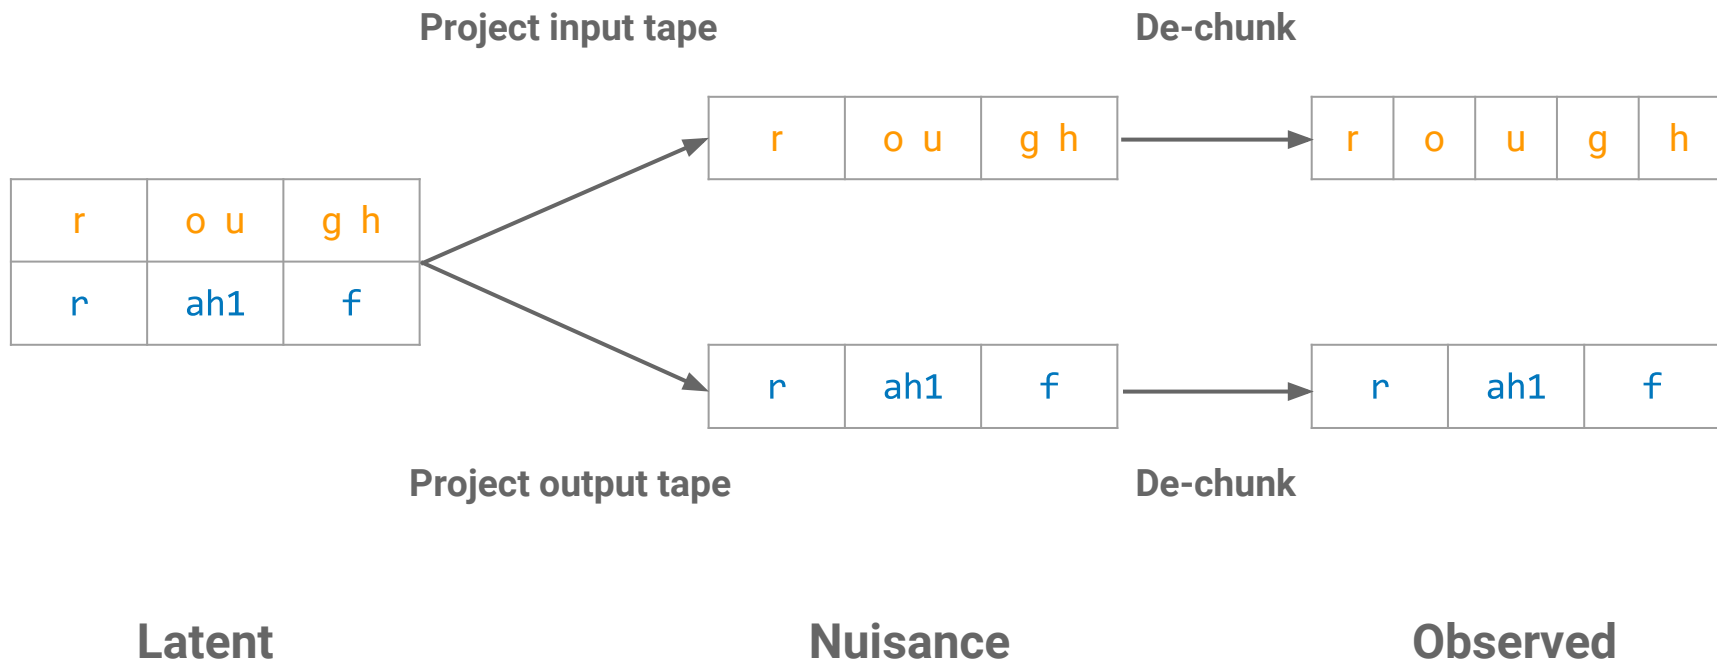 Project input tape De-chunk
r o u g h r o u g h
r o u g h
r ah1 f
r ah1 f r ah1 f
Project output tape De-chunk
Latent Nuisance Observed